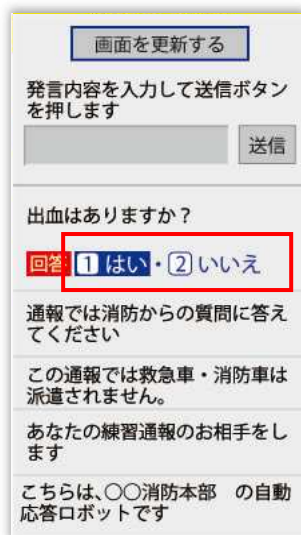 画面を更新する
発言内容を入力して送信ボタン
を押します
送信
出血はありますか？
回答 1 はい・2 いいえ
通報では消防からの質問に答え
てください
この通報では救急車・消防車は
派遣されません。
あなたの練習通報のお相手をし
ます
こちらは、〇〇消防本部 の自動
応答ロボットです